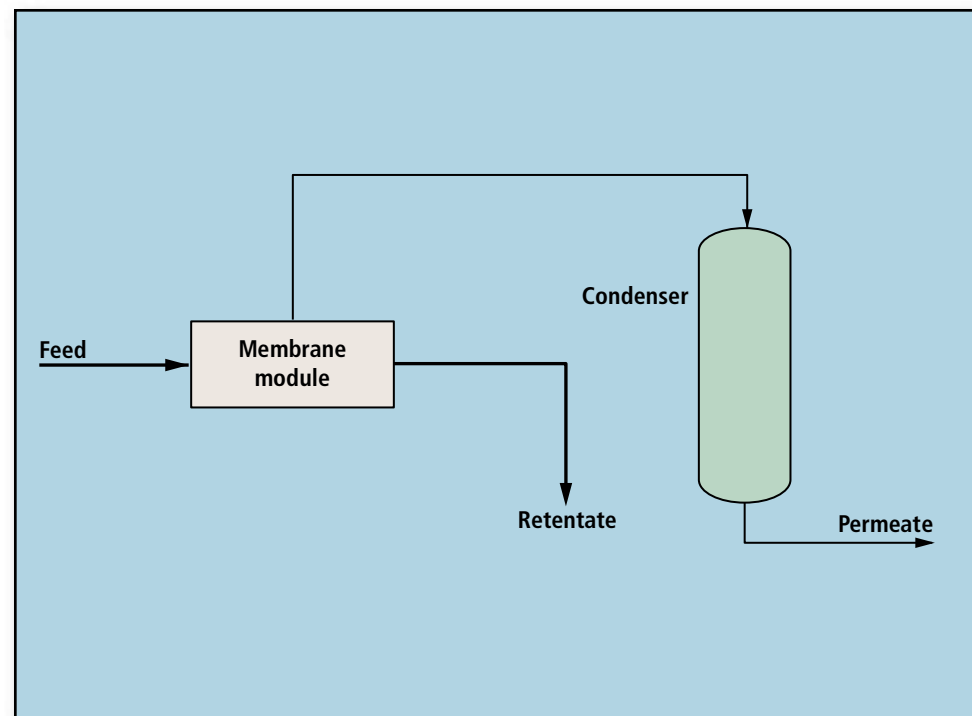 Condenser
Feed
Membrane
module
Retentate
Permeate